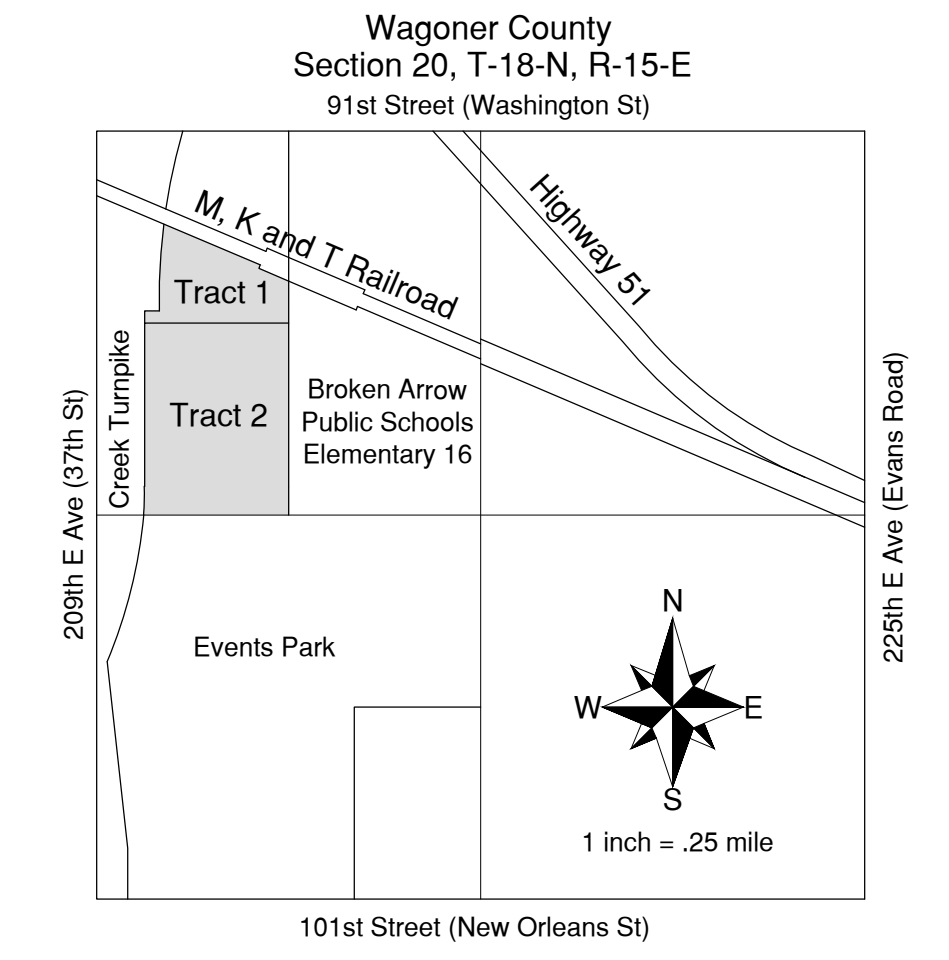 Wagoner County
Section 20, T-18-N, R-15-E
91st Street (Washington St)
M, K and T Railroad
Highway 51
Tract 1
Creek Turnpike
Tract 2
Broken Arrow
Public Schools
Elementary 16
209th E Ave (37th St)
225th E Ave (Evans Road)
Events Park
N
W
E
S
1 inch = .25 mile
101st Street (New Orleans St)